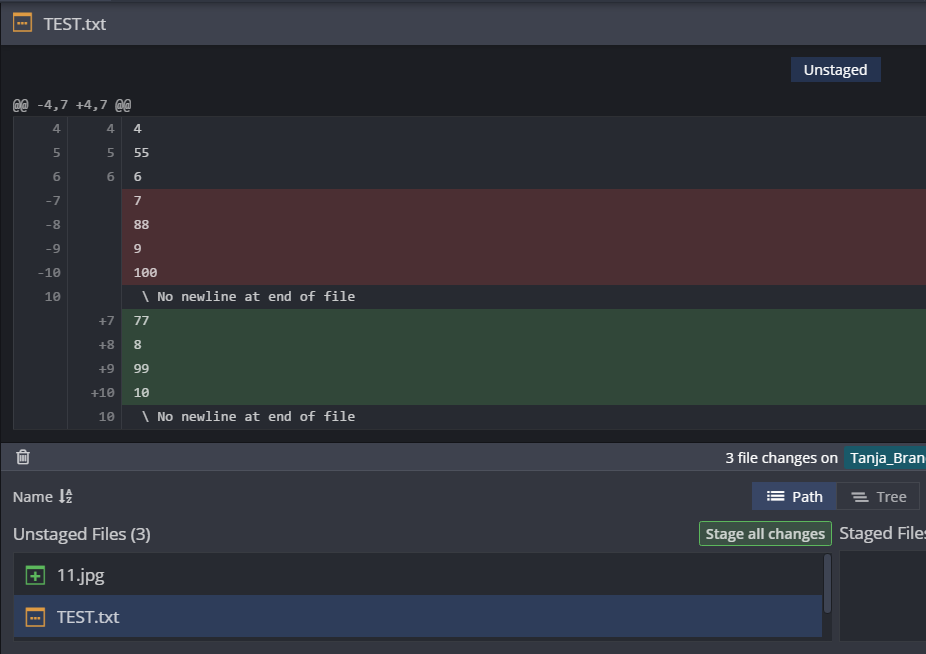 TEST.txt
Unstaged
@@ -4,7 +4,7 @@
4 4 4
5 5 55
6 6 6
-7 7
-8 88
-9 9
-10 100
10 \ No newline at end of file
+7 77
+8 8
+9 99
+10 10
10 \ No newline at end of file
3 file changes on Tanja_Bran
Name
Path Tree
Unstaged Files (3) Stage all changes Staged Files
11.jpg
TEST.txt